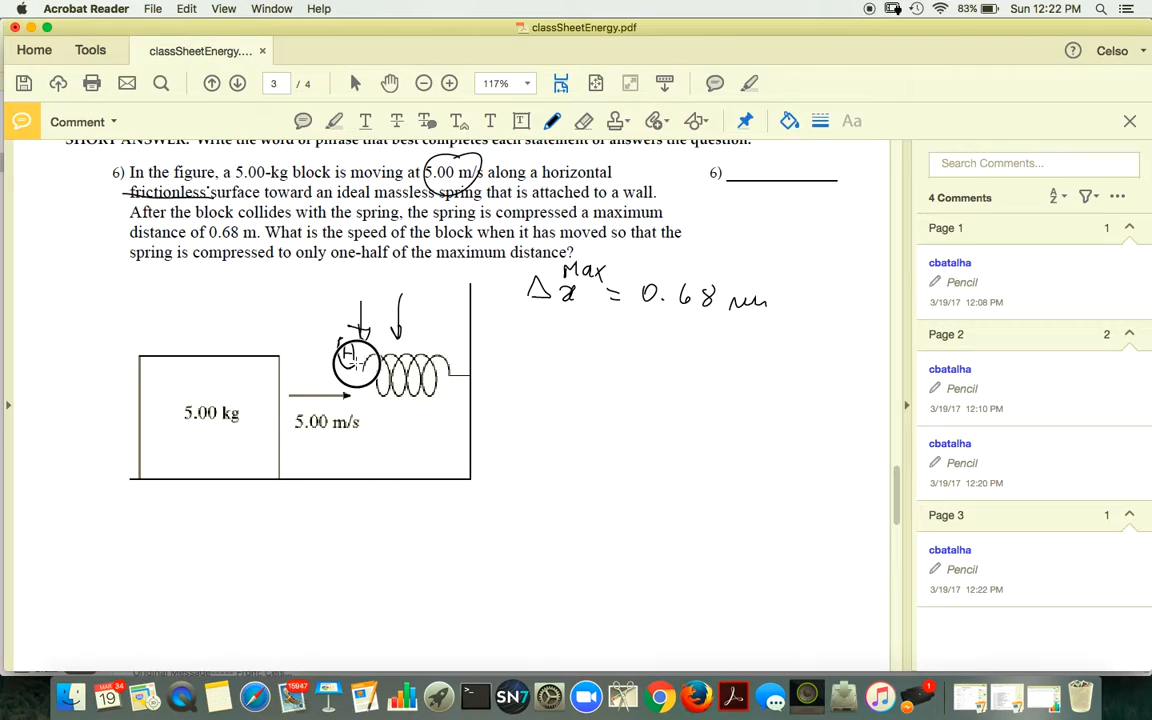 Acrobat Reader File Edit View Window Help 83% Sun 12:22 PM
classSheetEnergy.pdf
Home Tools classSheetEnergy.... × Celso
3 / 4 117%
Comment Aa
SHORT ANSWER. Write the word or phrase that best completes each statement or answers the question.
6) In the figure, a 5.00-kg block is moving at 5.00 m/s along a horizontal 6)
frictionless surface toward an ideal massless spring that is attached to a wall.
After the block collides with the spring, the spring is compressed a maximum
distance of 0.68 m. What is the speed of the block when it has moved so that the
spring is compressed to only one-half of the maximum distance?
Max
Δx = 0.68 m
5.00 kg
5.00 m/s
Search Comments...
4 Comments
Page 1 1
cbatalha
Pencil
3/19/17 12:08 PM
Page 2 2
cbatalha
Pencil
3/19/17 12:10 PM
cbatalha
Pencil
3/19/17 12:20 PM
Page 3 1
cbatalha
Pencil
3/19/17 12:22 PM
MAR 34
19
15947
SN7
1